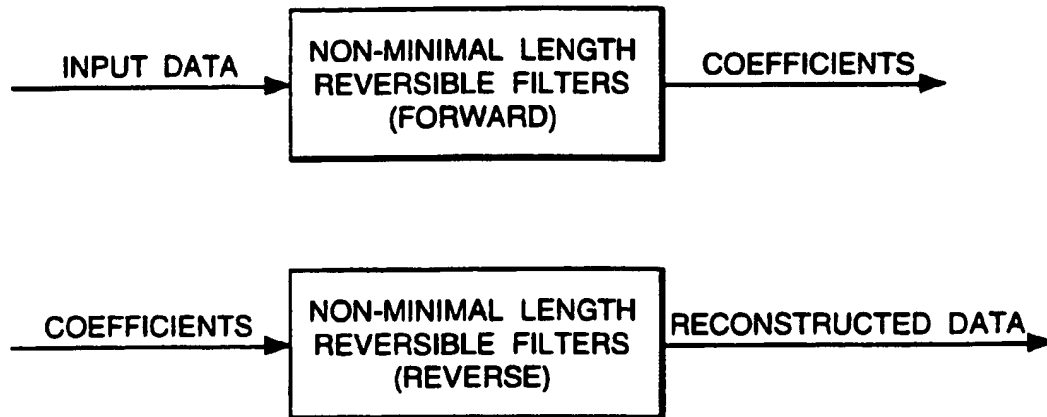 INPUT DATA
NON-MINIMAL LENGTH
REVERSIBLE FILTERS
(FORWARD)
COEFFICIENTS
COEFFICIENTS
NON-MINIMAL LENGTH
REVERSIBLE FILTERS
(REVERSE)
RECONSTRUCTED DATA